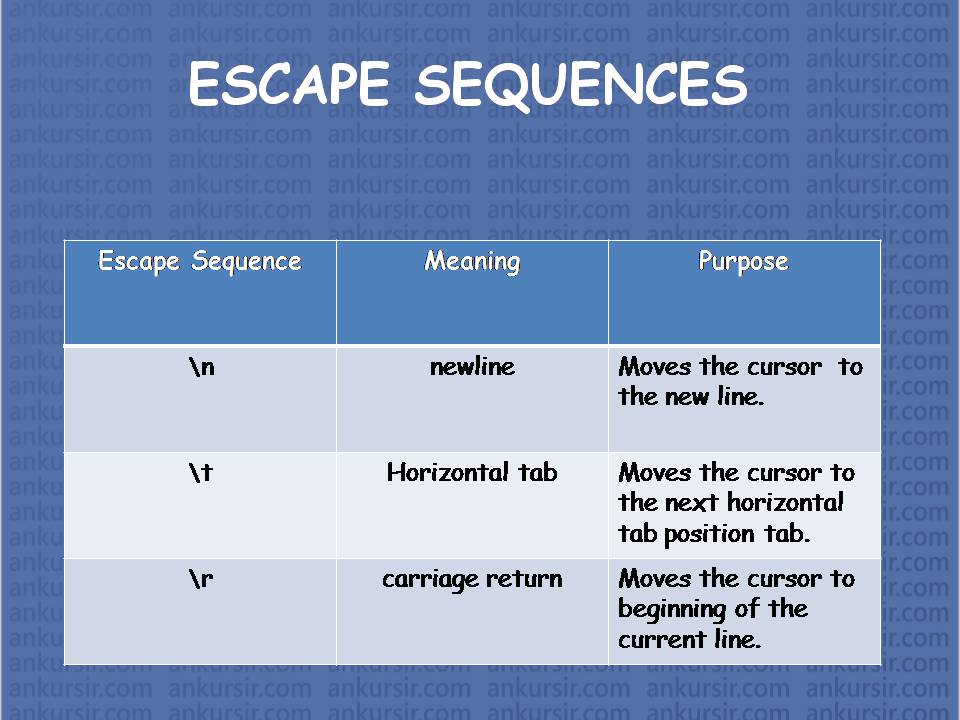 ESCAPE SEQUENCES
Escape Sequence Meaning Purpose
\n newline Moves the cursor to
the new line.
\t Horizontal tab Moves the cursor to
the next horizontal
tab position tab.
\r carriage return Moves the cursor to
beginning of the
current line.
ankursir.com